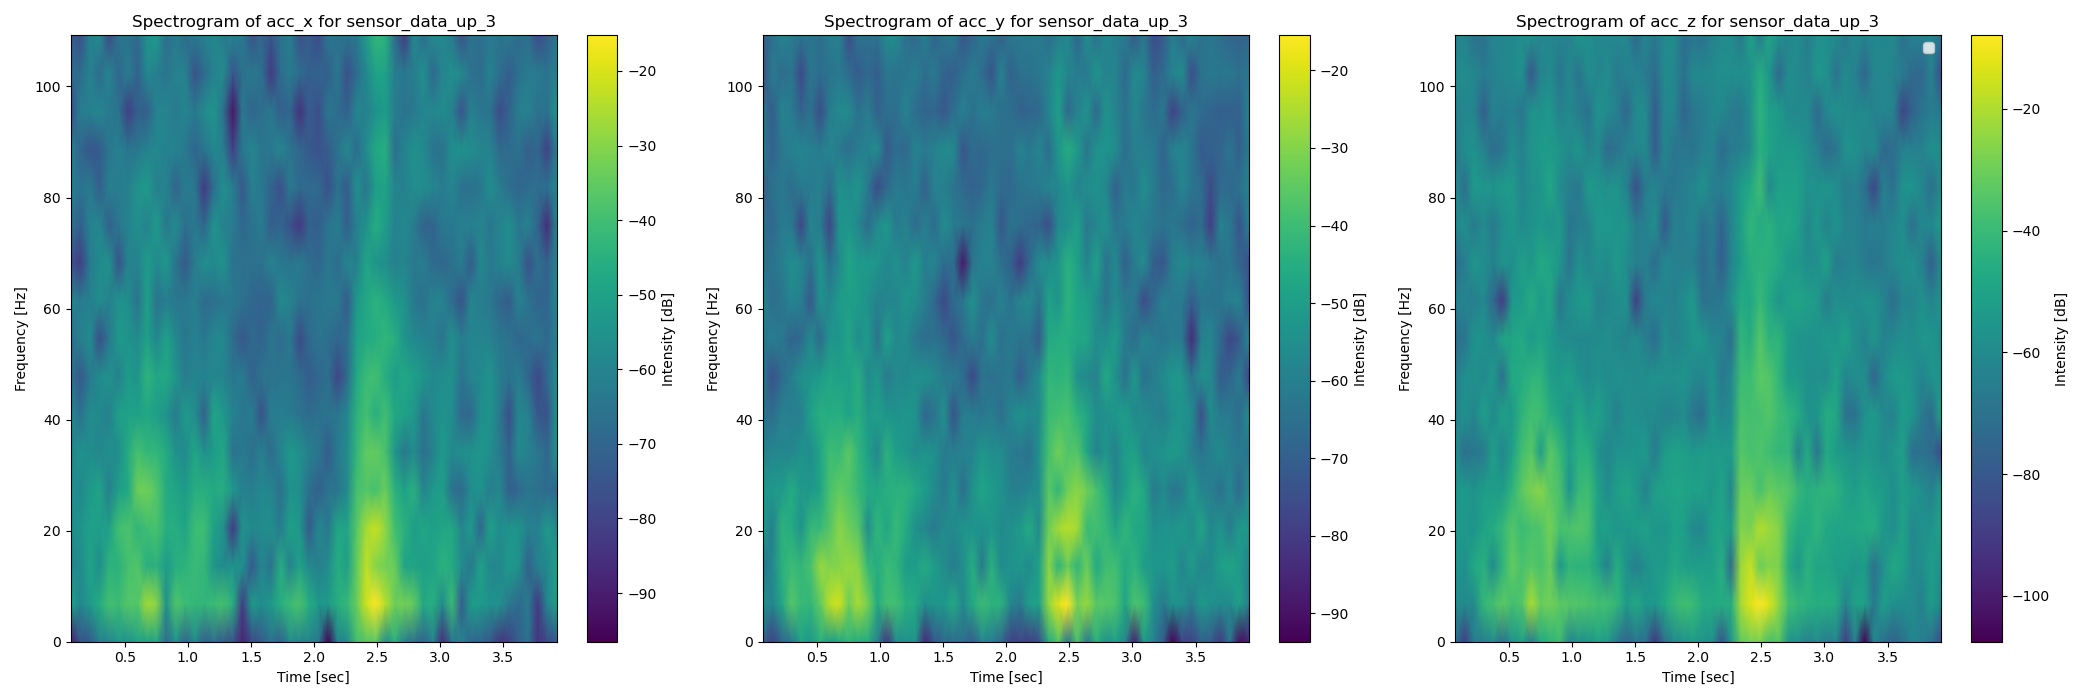 Spectrogram of acc_x for sensor_data_up_3
100
80
60
40
20
0
Frequency [Hz]
0.5 1.0 1.5 2.0 2.5 3.0 3.5
Time [sec]
−20
−30
−40
−50
−60
−70
−80
−90
Intensity [dB]
Spectrogram of acc_y for sensor_data_up_3
100
80
60
40
20
0
Frequency [Hz]
0.5 1.0 1.5 2.0 2.5 3.0 3.5
Time [sec]
−20
−30
−40
−50
−60
−70
−80
−90
Intensity [dB]
Spectrogram of acc_z for sensor_data_up_3
100
80
60
40
20
0
Frequency [Hz]
0.5 1.0 1.5 2.0 2.5 3.0 3.5
Time [sec]
−20
−40
−60
−80
−100
Intensity [dB]